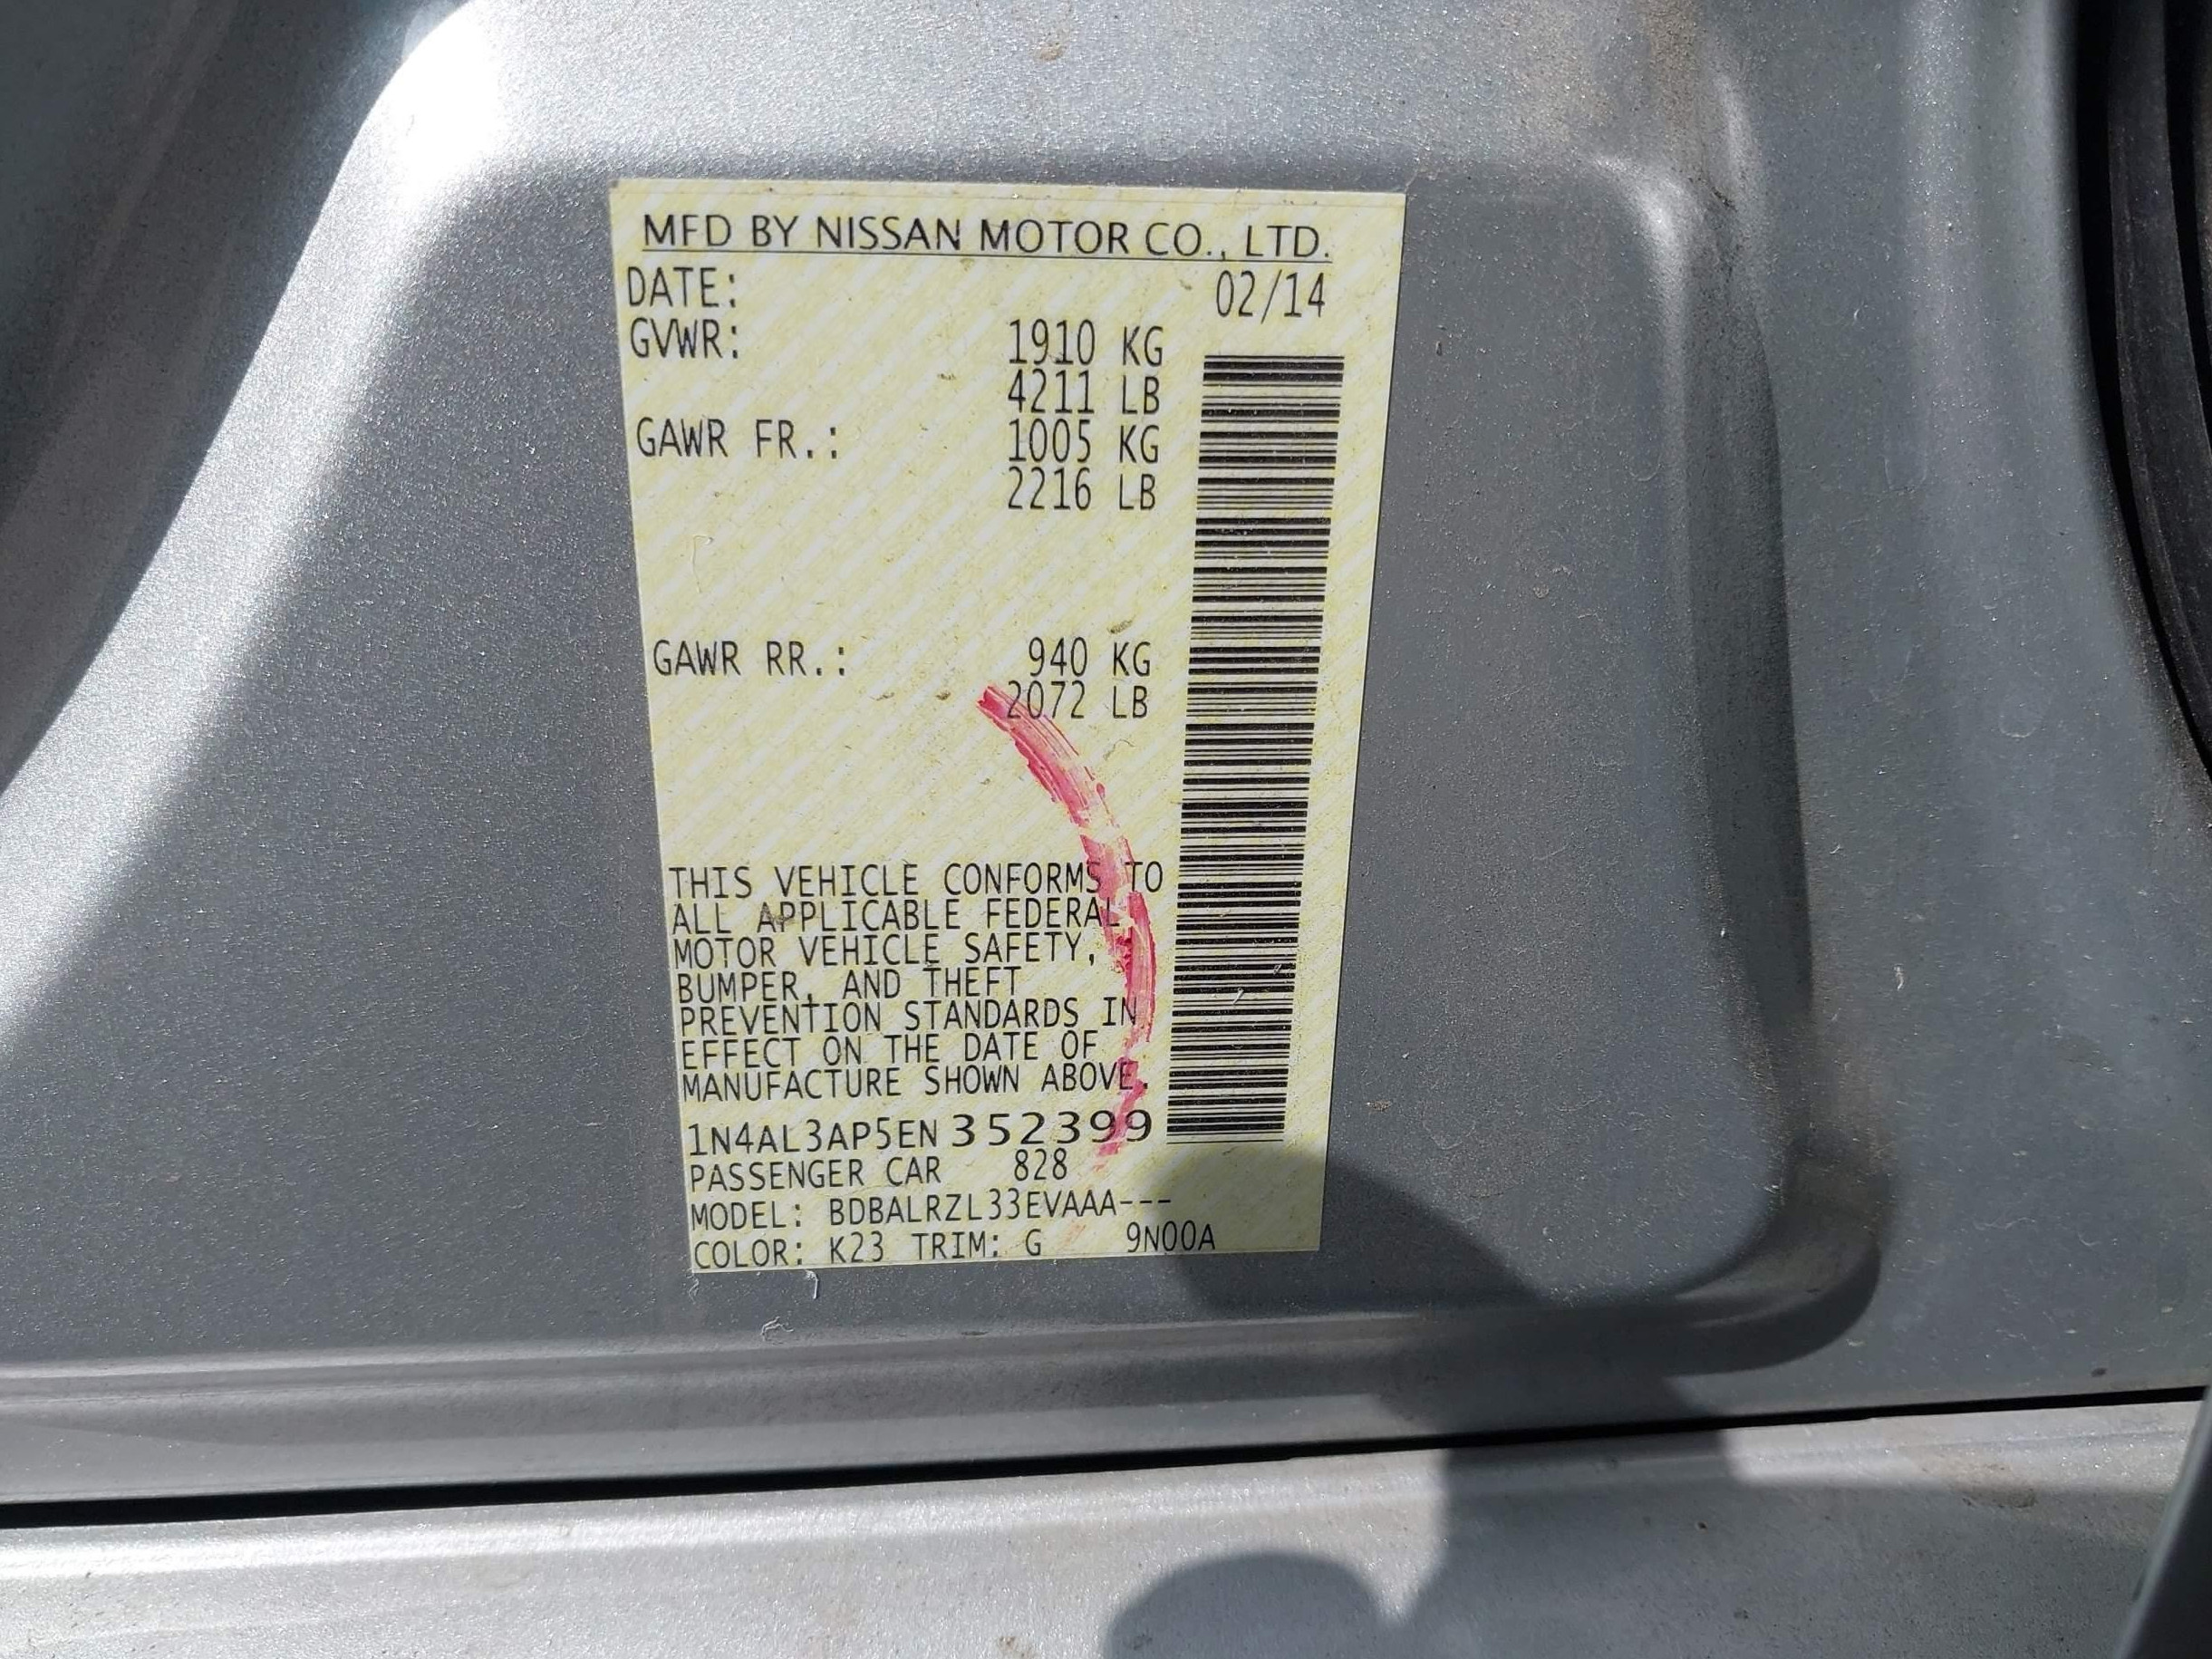 MFD BY NISSAN MOTOR CO., LTD.
DATE: 02/14
GVWR: 1910 KG
4211 LB
GAWR FR.: 1005 KG
2216 LB
GAWR RR.: 940 KG
2072 LB
THIS VEHICLE CONFORMS TO
ALL APPLICABLE FEDERAL
MOTOR VEHICLE SAFETY,
BUMPER, AND THEFT
PREVENTION STANDARDS IN
EFFECT ON THE DATE OF
MANUFACTURE SHOWN ABOVE.
1N4AL3AP5EN352399
PASSENGER CAR 828
MODEL: BDBALRZL33EVAAA---
COLOR: K23 TRIM: G 9N00A